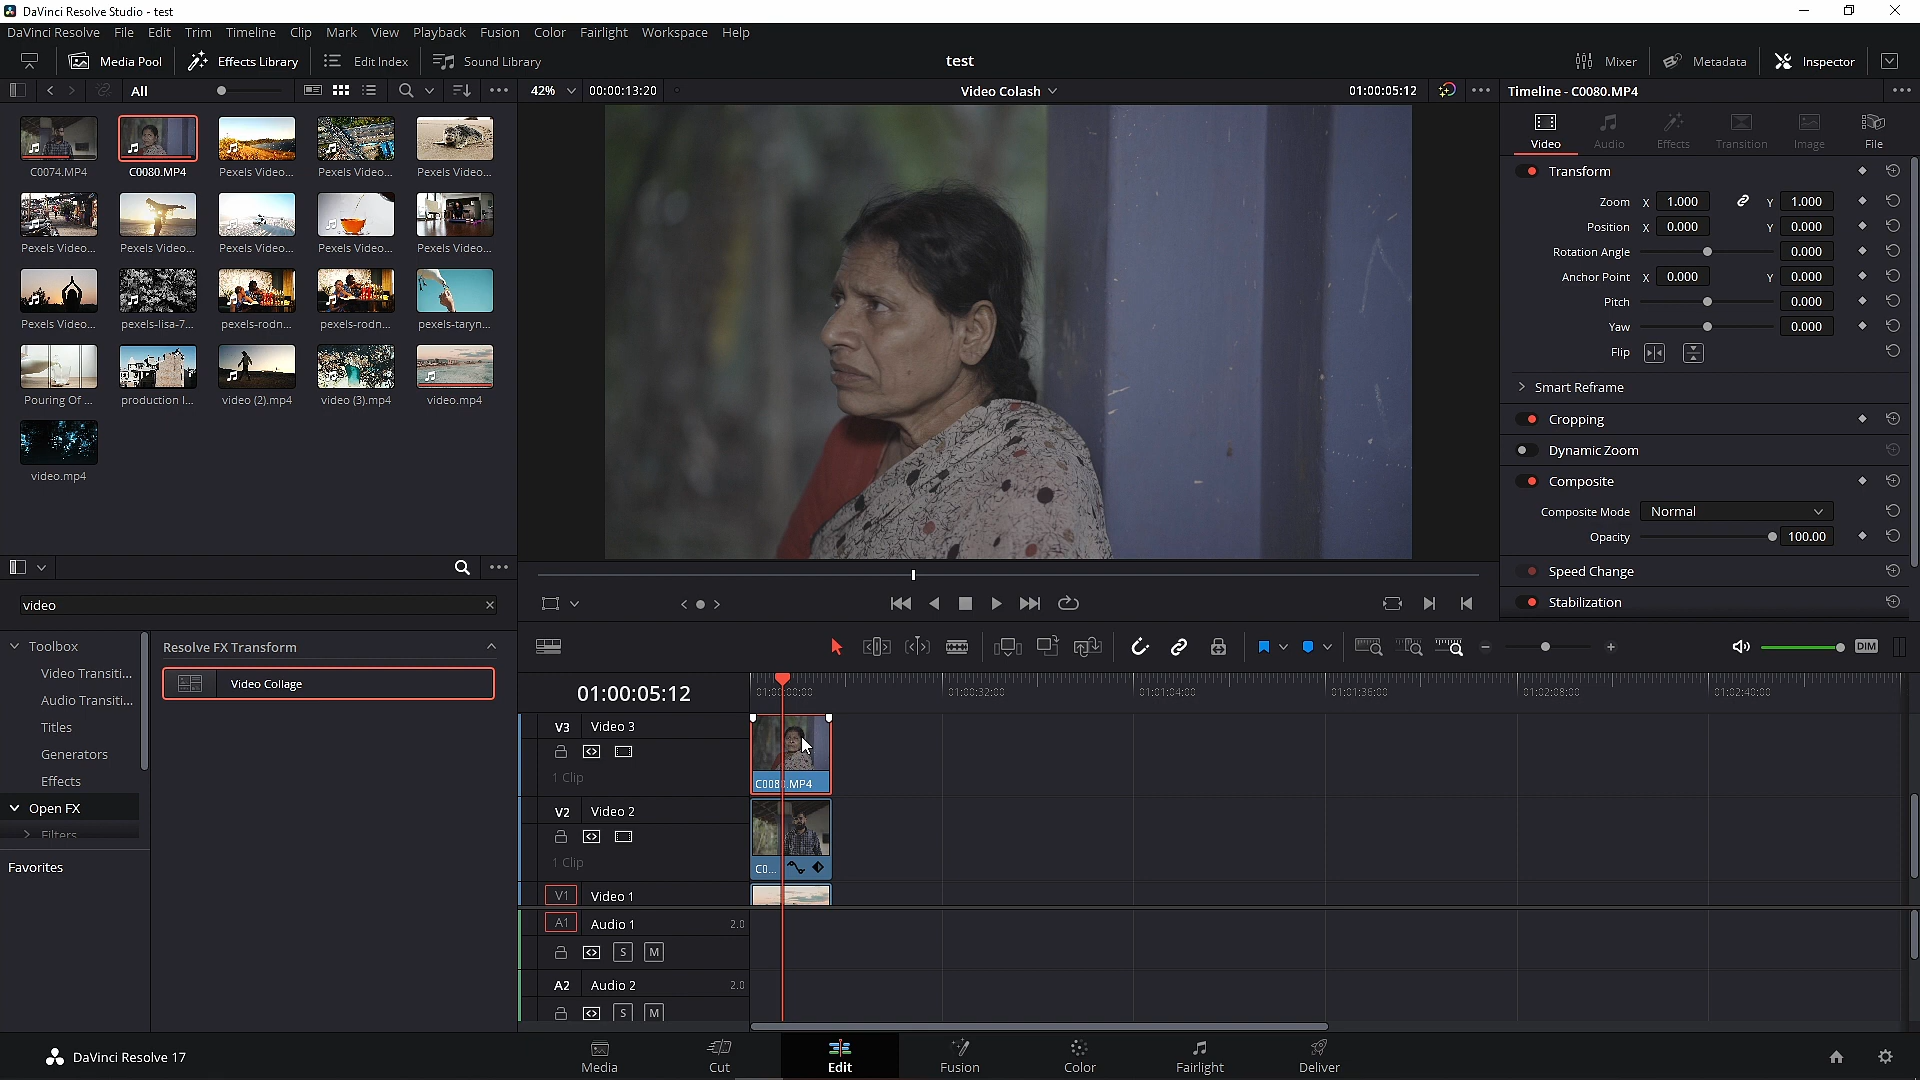 DaVinci Resolve Studio - test
DaVinci Resolve File Edit Trim Timeline Clip Mark View Playback Fusion Color Fairlight Workspace Help
Media Pool Effects Library Edit Index Sound Library test Mixer Metadata Inspector
All 42% 00:00:13:20 Video Colash 01:00:05:12 Timeline - C0080.MP4
Video Audio Effects Transition Image File
C0074.MP4 C0080.MP4 Pexels Video... Pexels Video... Pexels Video...
Pexels Video... Pexels Video... Pexels Video... Pexels Video... Pexels Video...
Pexels Video... pexels-lisa-7... pexels-rodn... pexels-rodn... pexels-taryn...
Pouring Of ... production I... video (2).mp4 video (3).mp4 video.mp4
video.mp4
Transform
Zoom X 1.000 Y 1.000
Position X 0.000 Y 0.000
Rotation Angle 0.000
Anchor Point X 0.000 Y 0.000
Pitch 0.000
Yaw 0.000
Flip
Smart Reframe
Cropping
Dynamic Zoom
Composite
Composite Mode Normal
Opacity 100.00
Speed Change
Stabilization
video
Toolbox
Video Transiti...
Audio Transiti...
Titles
Generators
Effects
Open FX
Filters
Favorites
Resolve FX Transform
Video Collage
DIM
01:00:05:12 01:00:00:00 01:00:32:00 01:01:04:00 01:01:36:00 01:02:08:00 01:02:40:00
V3 Video 3
1 Clip
C0080.MP4
V2 Video 2
1 Clip
C0...
V1 Video 1
A1 Audio 1 2.0
S M
A2 Audio 2 2.0
S M
DaVinci Resolve 17
Media Cut Edit Fusion Color Fairlight Deliver